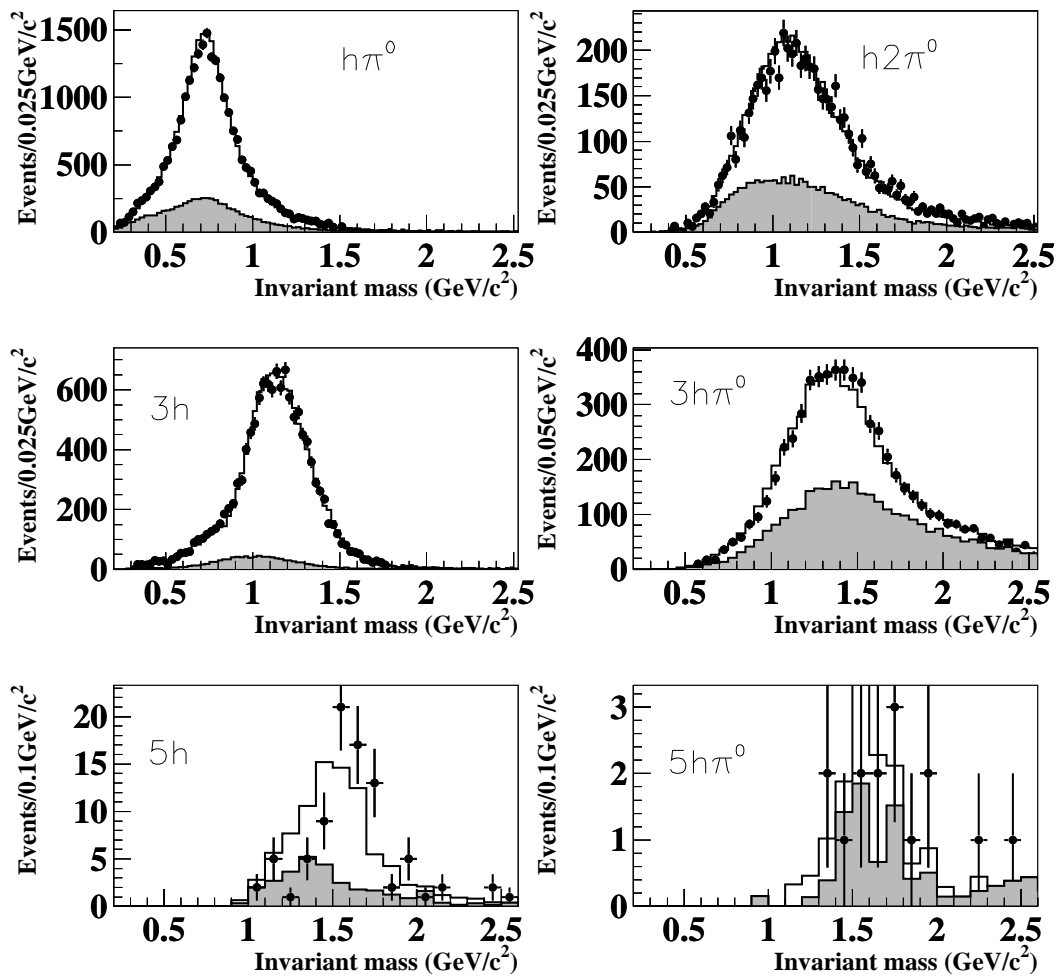 Events/0.025GeV/c²
1500
1000
500
0
hπ⁰
0.5 1 1.5 2 2.5
Invariant mass (GeV/c²)
Events/0.025GeV/c²
200
150
100
50
0
h2π⁰
0.5 1 1.5 2 2.5
Invariant mass (GeV/c²)
Events/0.025GeV/c²
600
400
200
0
3h
0.5 1 1.5 2 2.5
Invariant mass (GeV/c²)
Events/0.05GeV/c²
400
300
200
100
0
3hπ⁰
0.5 1 1.5 2 2.5
Invariant mass (GeV/c²)
Events/0.1GeV/c²
20
15
10
5
0
5h
0.5 1 1.5 2 2.5
Invariant mass (GeV/c²)
Events/0.1GeV/c²
3
2
1
0
5hπ⁰
0.5 1 1.5 2 2.5
Invariant mass (GeV/c²)